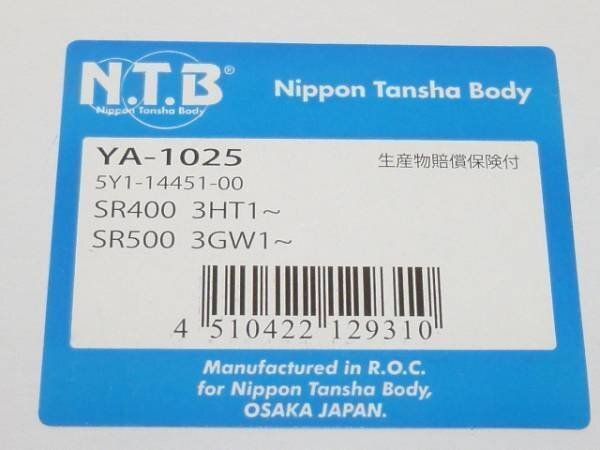 N.T.B®
Nippon Tansha Body
Nippon Tansha Body
YA-1025
生産物賠償保険付
5Y1-14451-00
SR400 3HT1~
SR500 3GW1~
4 510422 129310
Manufactured in R.O.C.
for Nippon Tansha Body,
OSAKA JAPAN.